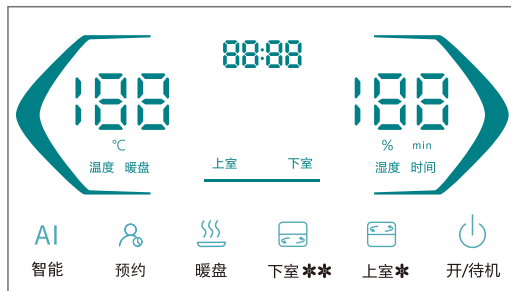 88:88
188 188
℃ % min
温度 暖盘 上室 下室 湿度 时间
AI
智能 预约 暖盘 下室✱✱ 上室✱ 开/待机